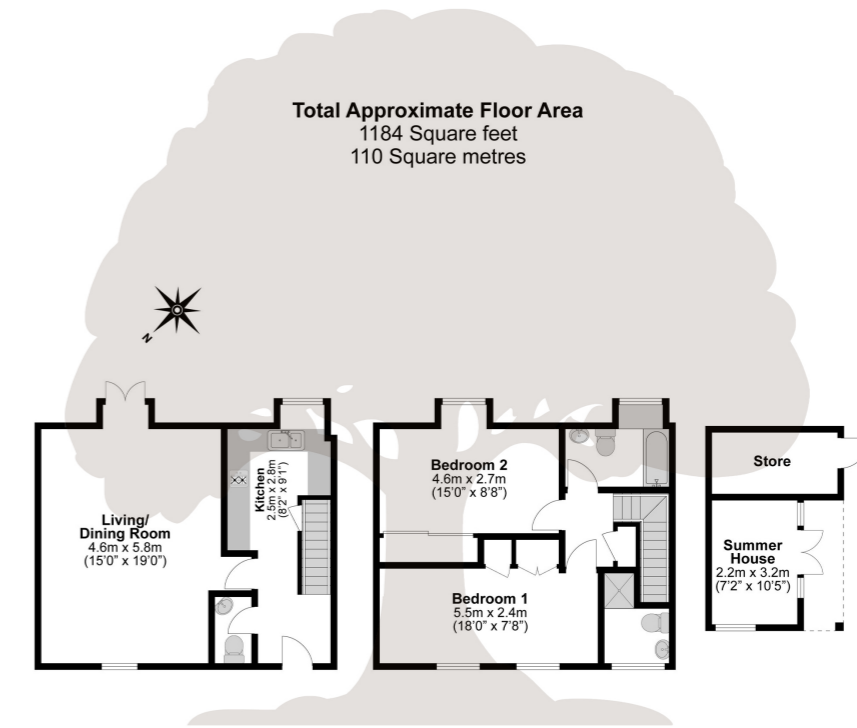 Total Approximate Floor Area
1184 Square feet
110 Square metres
N
Living/
Dining Room
4.6m x 5.8m
(15'0” x 19'0”)
Kitchen
2.5m x 2.8m
(8'2” x 9'1”)
Bedroom 2
4.6m x 2.7m
(15'0” x 8'8”)
Bedroom 1
5.5m x 2.4m
(18'0” x 7'8”)
Store
Summer
House
2.2m x 3.2m
(7'2” x 10'5”)